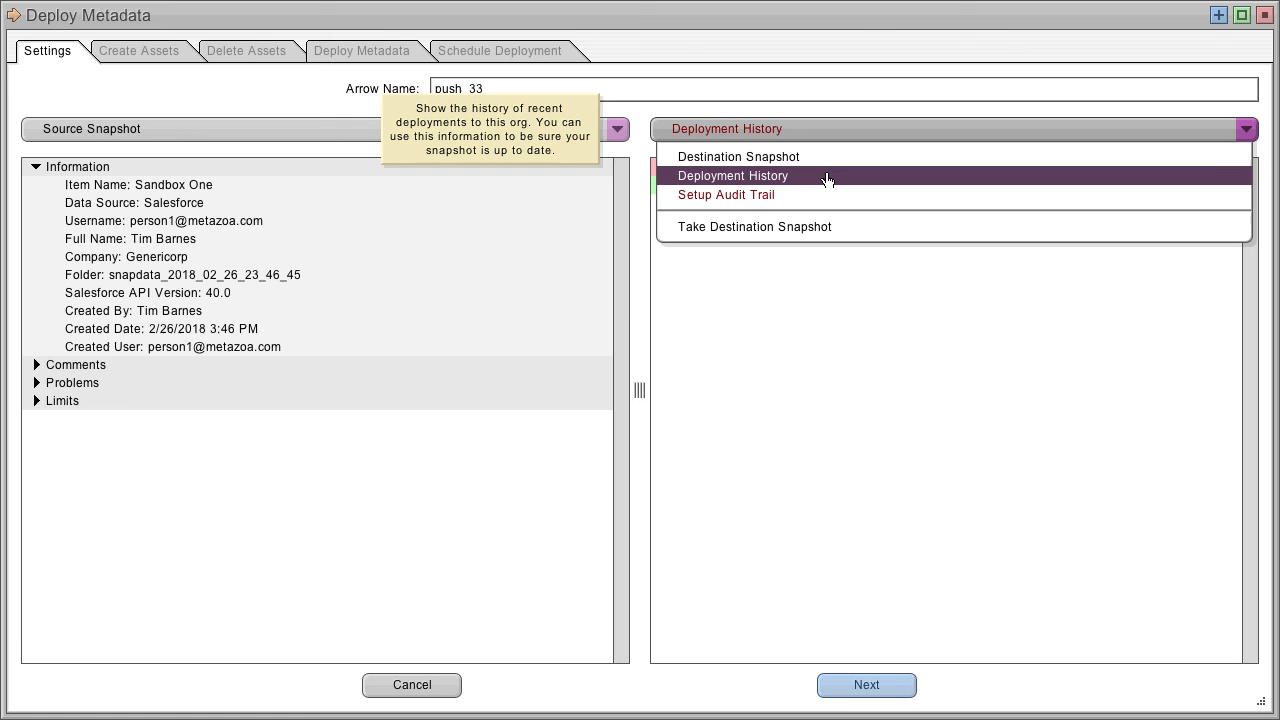 Deploy Metadata
Settings
Create Assets
Delete Assets
Deploy Metadata
Schedule Deployment
Arrow Name:
push_33
Show the history of recent
deployments to this org. You can
use this information to be sure your
snapshot is up to date.
Source Snapshot
Information
Item Name: Sandbox One
Data Source: Salesforce
Username: person1@metazoa.com
Full Name: Tim Barnes
Company: Genericorp
Folder: snapdata_2018_02_26_23_46_45
Salesforce API Version: 40.0
Created By: Tim Barnes
Created Date: 2/26/2018 3:46 PM
Created User: person1@metazoa.com
Comments
Problems
Limits
Deployment History
Destination Snapshot
Deployment History
Setup Audit Trail
Take Destination Snapshot
Cancel
Next